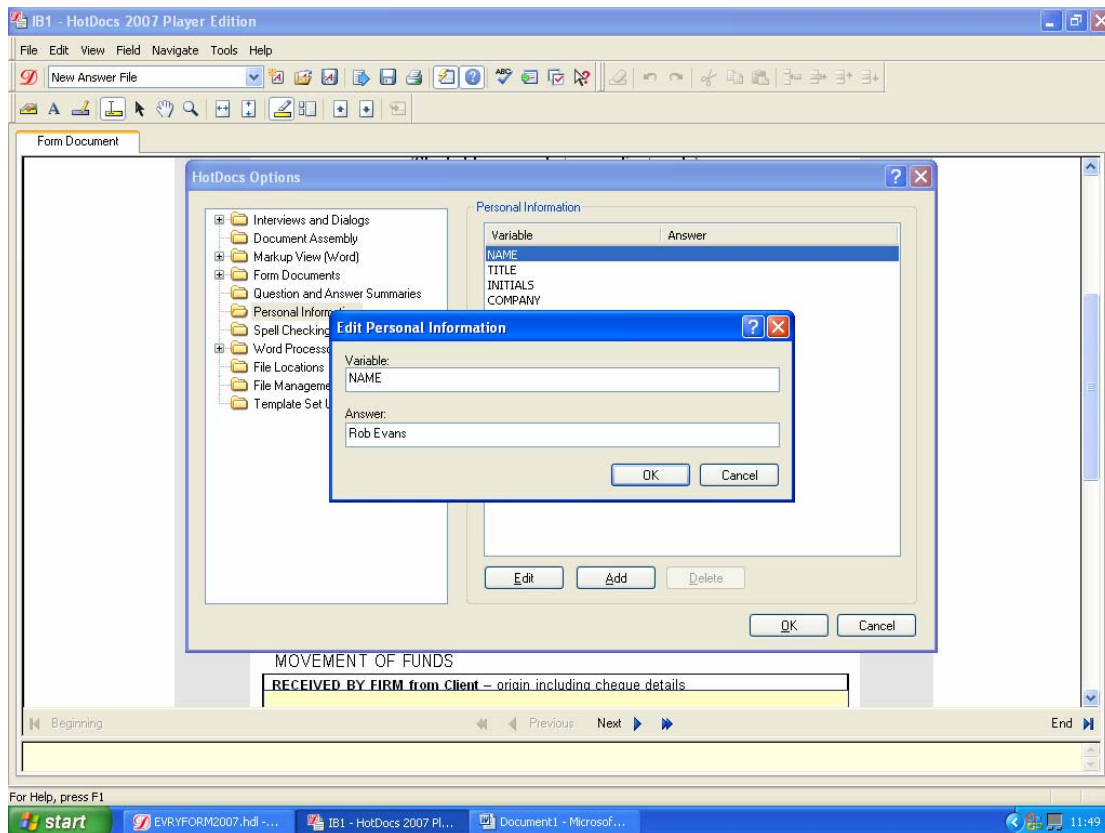 IB1 - HotDocs 2007 Player Edition
File Edit View Field Navigate Tools Help
New Answer File
Form Document
HotDocs Options
Interviews and Dialogs
Document Assembly
Markup View (Word)
Form Documents
Question and Answer Summaries
Personal
Spell Checking
Word
File Locations
File
Template Set
Personal Information
Variable Answer
NAME
TITLE
INITIALS
COMPANY
Edit Personal Information
Variable:
NAME
Answer:
Rob Evans
OK Cancel
Edit Add Delete
OK Cancel
MOVEMENT OF FUNDS
RECEIVED BY FIRM from Client – origin including cheque details
Beginning Previous Next End
For Help, press F1
start EVRYFORM2007.hdl -... IB1 - HotDocs 2007 Pl... Document1 - Microsof... 11:49